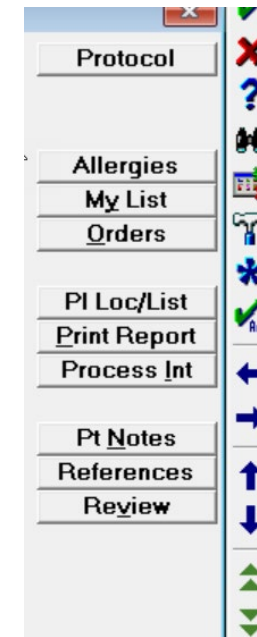 Protocol
Allergies
My List
Orders
Pl Loc/List
Print Report
Process Int
Pt Notes
References
Review